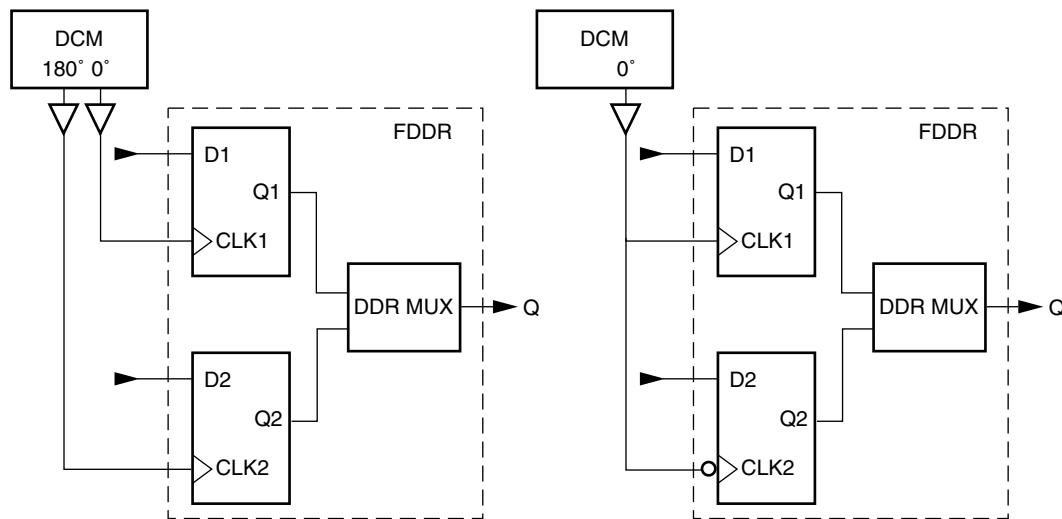 DCM
180° 0°
FDDR
D1
Q1
CLK1
DDR MUX
Q
D2
Q2
CLK2
DCM
0°
FDDR
D1
Q1
CLK1
DDR MUX
Q
D2
Q2
CLK2